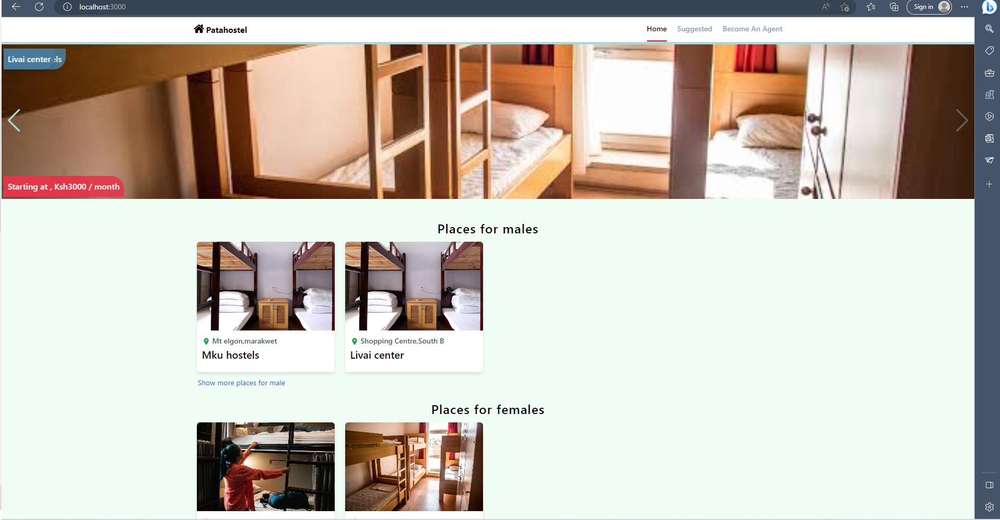 localhost:3000
Sign in
Patahostel
Home
Suggested
Become An Agent
Livai center els
Starting at , Ksh3000 / month
Places for males
Mt elgon,marakwet
Mku hostels
Shopping Centre,South B
Livai center
Show more places for male
Places for females